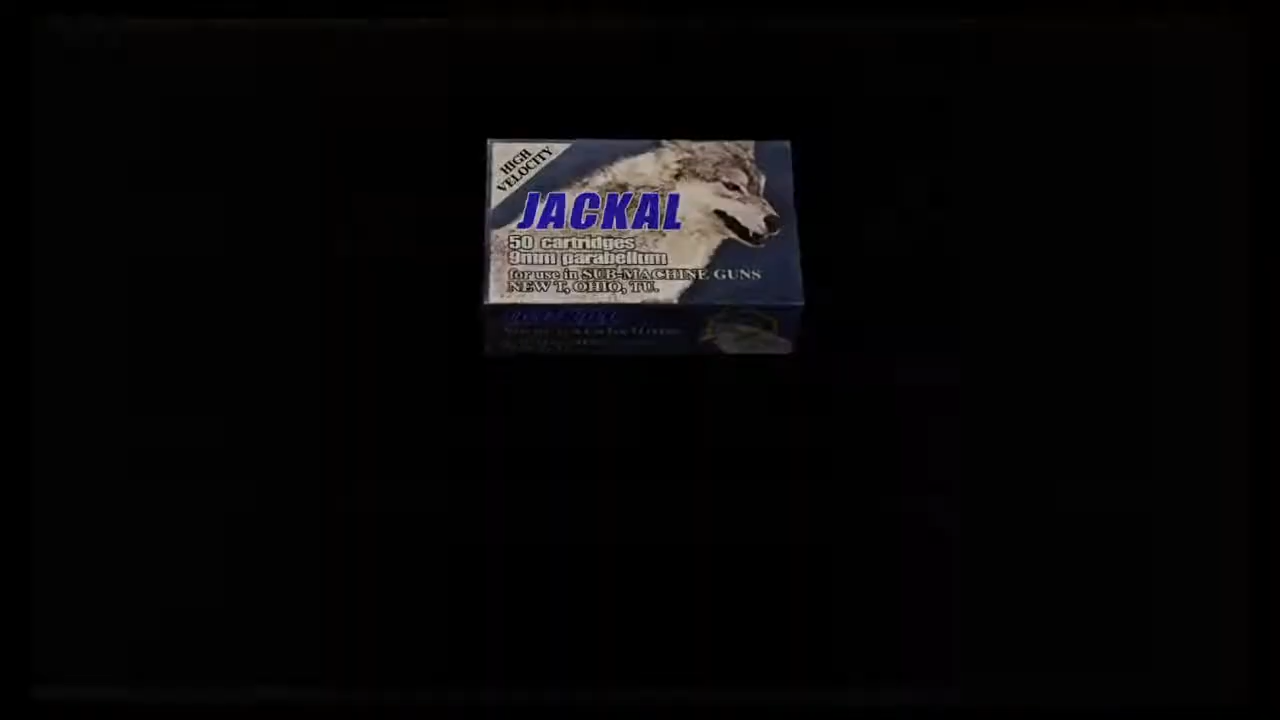 HIGH
VELOCITY
JACKAL
50 cartridges
9mm parabellum
for use in SUB-MACHINE GUNS
NEW T, OHIO, TU.